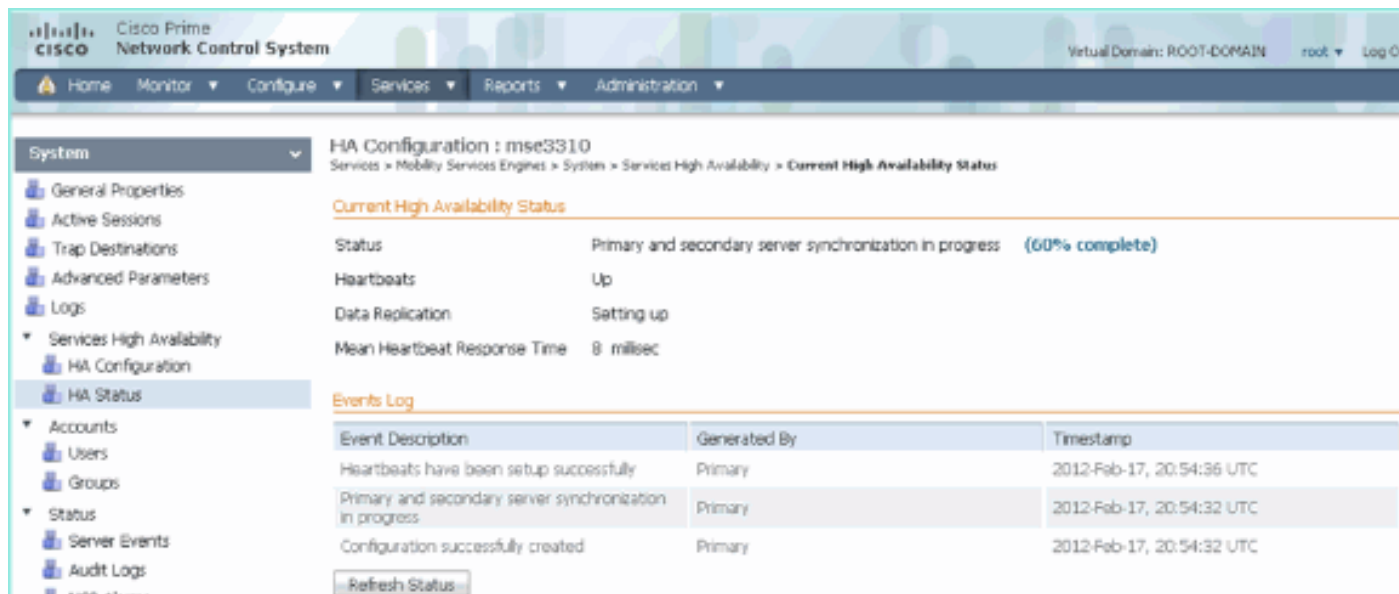 Cisco Prime
CISCO Network Control System
Virtual Domain: ROOT-DOMAIN root Log O
Home Monitor Configure Services Reports Administration
System
General Properties
Active Sessions
Trap Destinations
Advanced Parameters
Logs
Services High Availability
HA Configuration
HA Status
Accounts
Users
Groups
Status
Server Events
Audit Logs
HA Configuration : mse3310
Services > Mobility Services Engines > System > Services High Availability > Current High Availability Status
Current High Availability Status
Status Primary and secondary server synchronization in progress (60% complete)
Heartbeats Up
Data Replication Setting up
Mean Heartbeat Response Time 8 milisec
Events Log
Event Description Generated By Timestamp
Heartbeats have been setup successfully Primary 2012-Feb-17, 20:54:36 UTC
Primary and secondary server synchronization
in progress Primary 2012-Feb-17, 20:54:32 UTC
Configuration successfully created Primary 2012-Feb-17, 20:54:32 UTC
Refresh Status